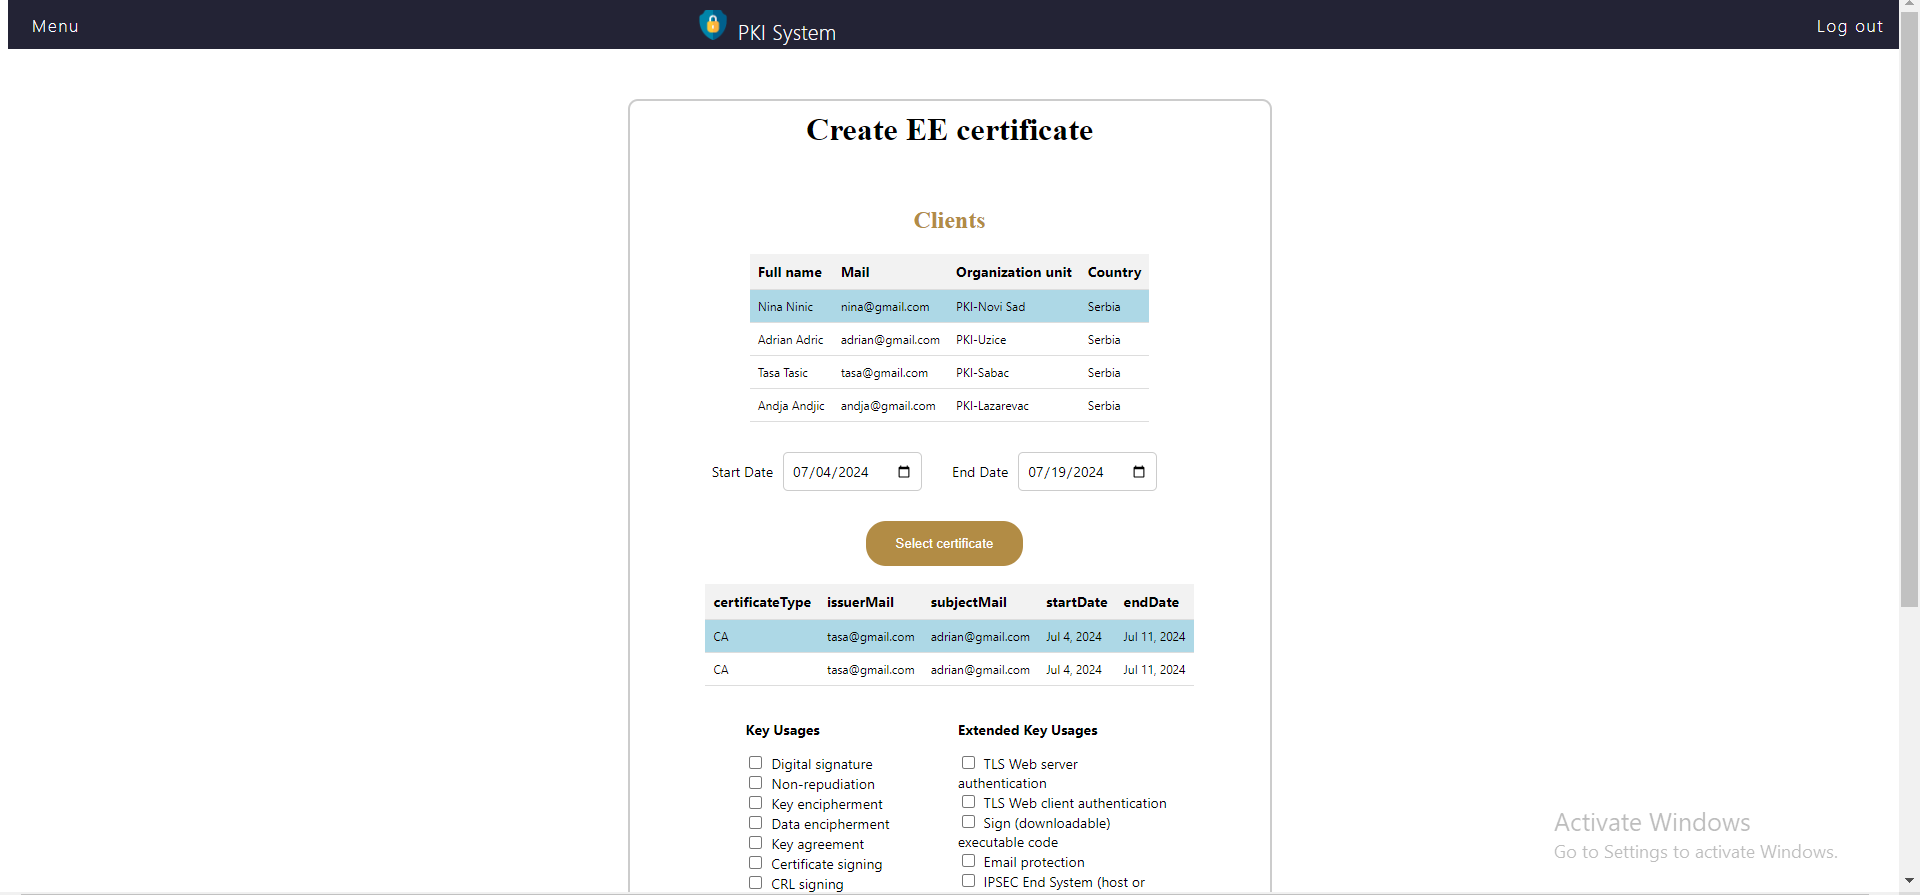 Menu
PKI System
Log out
Create EE certificate
Clients
Full name Mail Organization unit Country
Nina Ninic nina@gmail.com PKI-Novi Sad Serbia
Adrian Adric adrian@gmail.com PKI-Uzice Serbia
Tasa Tasic tasa@gmail.com PKI-Sabac Serbia
Andja Andjic andja@gmail.com PKI-Lazarevac Serbia
Start Date 07/04/2024 End Date 07/19/2024
Select certificate
certificateType issuerMail subjectMail startDate endDate
CA tasa@gmail.com adrian@gmail.com Jul 4, 2024 Jul 11, 2024
CA tasa@gmail.com adrian@gmail.com Jul 4, 2024 Jul 11, 2024
Key Usages
Digital signature
Non-repudiation
Key encipherment
Data encipherment
Key agreement
Certificate signing
CRL signing
Extended Key Usages
TLS Web server
authentication
TLS Web client authentication
Sign (downloadable)
executable code
Email protection
IPSEC End System (host or
Activate Windows
Go to Settings to activate Windows.